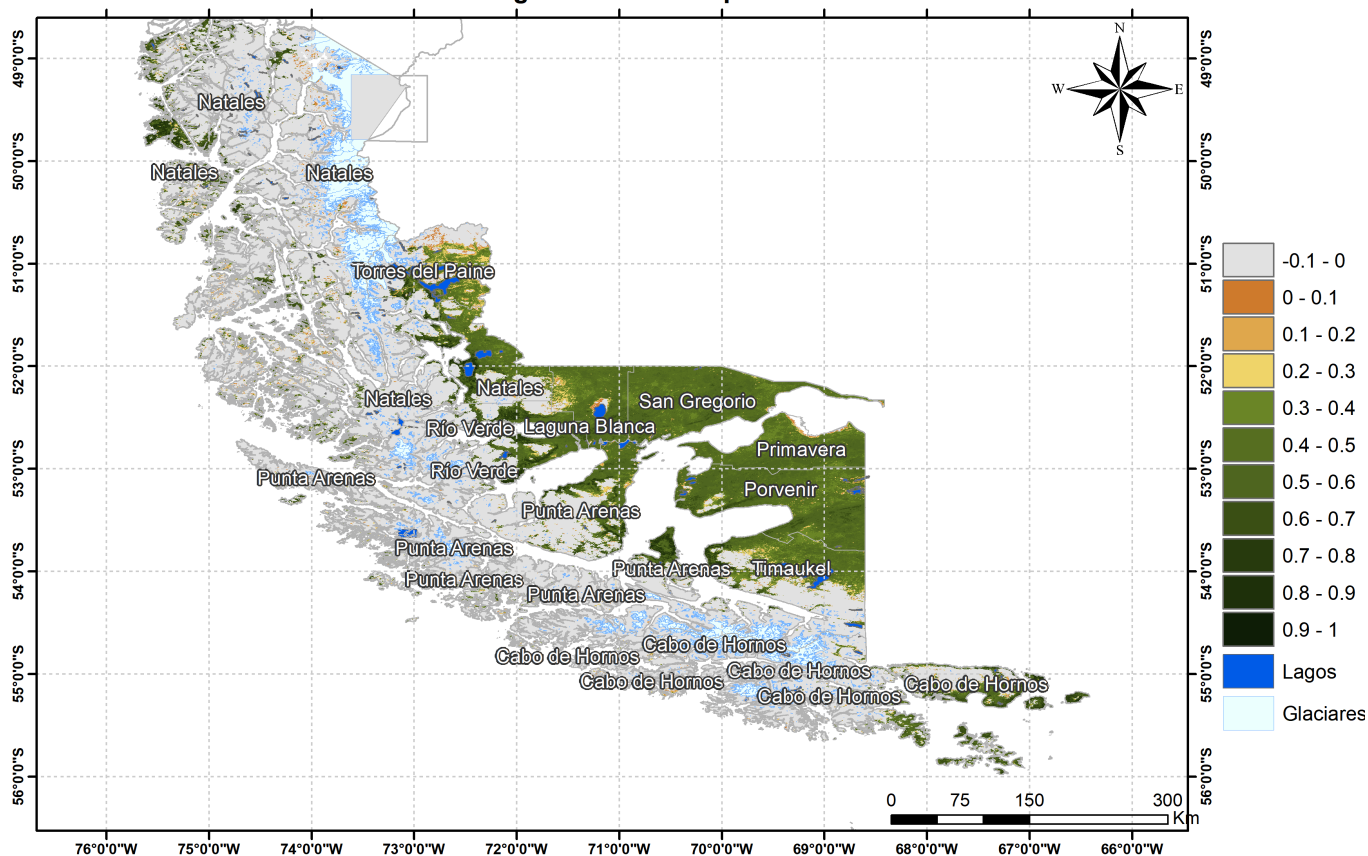 N
W E
S
49°0'0"S
50°0'0"S
51°0'0"S
52°0'0"S
53°0'0"S
54°0'0"S
55°0'0"S
56°0'0"S
Natales
Natales
Natales
Torres del Paine
Natales
Natales
San Gregorio
Río Verde
Laguna Blanca
Primavera
Río Verde
Punta Arenas
Porvenir
Punta Arenas
Punta Arenas
Punta Arenas
Timaukel
Punta Arenas
Punta Arenas
Cabo de Hornos
Cabo de Hornos
Cabo de Hornos
Cabo de Hornos
Cabo de Hornos
Cabo de Hornos
49°0'0"S
50°0'0"S
51°0'0"S
52°0'0"S
53°0'0"S
54°0'0"S
55°0'0"S
56°0'0"S
-0.1 - 0
0 - 0.1
0.1 - 0.2
0.2 - 0.3
0.3 - 0.4
0.4 - 0.5
0.5 - 0.6
0.6 - 0.7
0.7 - 0.8
0.8 - 0.9
0.9 - 1
Lagos
Glaciares
0 75 150 300
Km
76°0'0"W 75°0'0"W 74°0'0"W 73°0'0"W 72°0'0"W 71°0'0"W 70°0'0"W 69°0'0"W 68°0'0"W 67°0'0"W 66°0'0"W